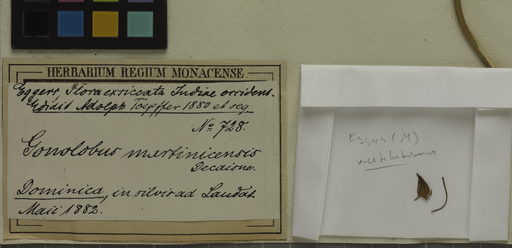 HERBARIUM REGIUM MONACENSE
Eggers, Flora exsiccata Indiae occident.
Edidit Adolph Toepffer 1880 et seq
No 728.
Gonolobus martinicensis
Decaisne.
Dominica, in silvis ad Laudat
Maii 1882.
Eggers (M)